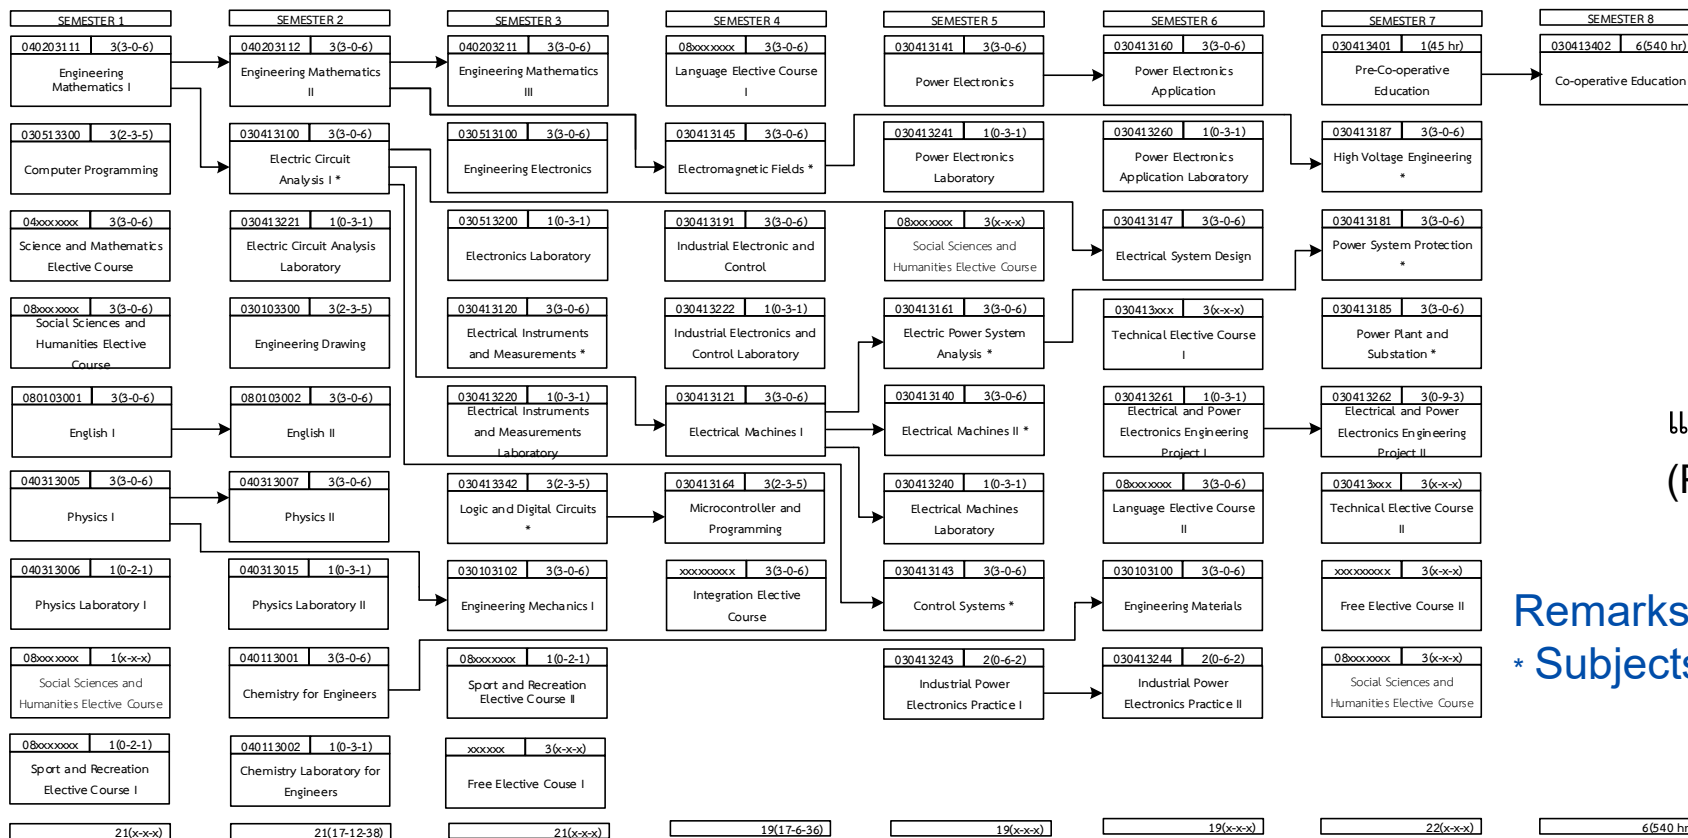 SEMESTER 1
040203111 3(3-0-6)
Engineering
Mathematics I
030513300 3(2-3-5)
Computer Programming
04xxxxxxx 3(3-0-6)
Science and Mathematics
Elective Course
08xxxxxxx 3(3-0-6)
Social Sciences and
Humanities Elective
Course
080103001 3(3-0-6)
English I
040313005 3(3-0-6)
Physics I
040313006 1(0-2-1)
Physics Laboratory I
08xxxxxxx 1(x-x-x)
Social Sciences and
Humanities Elective Course
08xxxxxxx 1(0-2-1)
Sport and Recreation
Elective Course I
21(x-x-x)
SEMESTER 2
040203112 3(3-0-6)
Engineering Mathematics
II
030413100 3(3-0-6)
Electric Circuit
Analysis I *
030413221 1(0-3-1)
Electric Circuit Analysis
Laboratory
030103300 3(2-3-5)
Engineering Drawing
080103002 3(3-0-6)
English II
040313007 3(3-0-6)
Physics II
040313015 1(0-3-1)
Physics Laboratory II
040113001 3(3-0-6)
Chemistry for Engineers
040113002 1(0-3-1)
Chemistry Laboratory for
Engineers
21(17-12-38)
SEMESTER 3
040203211 3(3-0-6)
Engineering Mathematics
III
030513100 3(3-0-6)
Engineering Electronics
030513200 1(0-3-1)
Electronics Laboratory
030413120 3(3-0-6)
Electrical Instruments
and Measurements *
030413220 1(0-3-1)
Electrical Instruments
and Measurements
Laboratory
030413342 3(2-3-5)
Logic and Digital Circuits
*
030103102 3(3-0-6)
Engineering Mechanics I
08xxxxxxx 1(0-2-1)
Sport and Recreation
Elective Course II
xxxxxx 3(x-x-x)
Free Elective Couse I
21(x-x-x)
SEMESTER 4
08xxxxxxx 3(3-0-6)
Language Elective Course
I
030413145 3(3-0-6)
Electromagnetic Fields *
030413191 3(3-0-6)
Industrial Electronic and
Control
030413222 1(0-3-1)
Industrial Electronics and
Control Laboratory
030413121 3(3-0-6)
Electrical Machines I
030413164 3(2-3-5)
Microcontroller and
Programming
xxxxxxxxx 3(3-0-6)
Integration Elective
Course
19(17-6-36)
SEMESTER 5
030413141 3(3-0-6)
Power Electronics
030413241 1(0-3-1)
Power Electronics
Laboratory
08xxxxxxx 3(x-x-x)
Social Sciences and
Humanities Elective Course
030413161 3(3-0-6)
Electric Power System
Analysis *
030413140 3(3-0-6)
Electrical Machines II *
030413240 1(0-3-1)
Electrical Machines
Laboratory
030413143 3(3-0-6)
Control Systems *
030413243 2(0-6-2)
Industrial Power
Electronics Practice I
19(x-x-x)
SEMESTER 6
030413160 3(3-0-6)
Power Electronics
Application
030413260 1(0-3-1)
Power Electronics
Application Laboratory
030413147 3(3-0-6)
Electrical System Design
030413xxx 3(x-x-x)
Technical Elective Course
I
030413261 1(0-3-1)
Electrical and Power
Electronics Engineering
Project I
08xxxxxxx 3(3-0-6)
Language Elective Course
II
030103100 3(3-0-6)
Engineering Materials
030413244 2(0-6-2)
Industrial Power
Electronics Practice II
19(x-x-x)
SEMESTER 7
030413401 1(45 hr)
Pre-Co-operative
Education
030413187 3(3-0-6)
High Voltage Engineering
*
030413181 3(3-0-6)
Power System Protection
*
030413185 3(3-0-6)
Power Plant and
Substation *
030413262 3(0-9-3)
Electrical and Power
Electronics Engineering
Project II
030413xxx 3(x-x-x)
Technical Elective Course
II
xxxxxxxxx 3(x-x-x)
Free Elective Course II
08xxxxxxx 3(x-x-x)
Social Sciences and
Humanities Elective Course
22(x-x-x)
SEMESTER 8
030413402 6(540 hr)
Co-operative Education
6(540 hr
Remarks
* Subjects